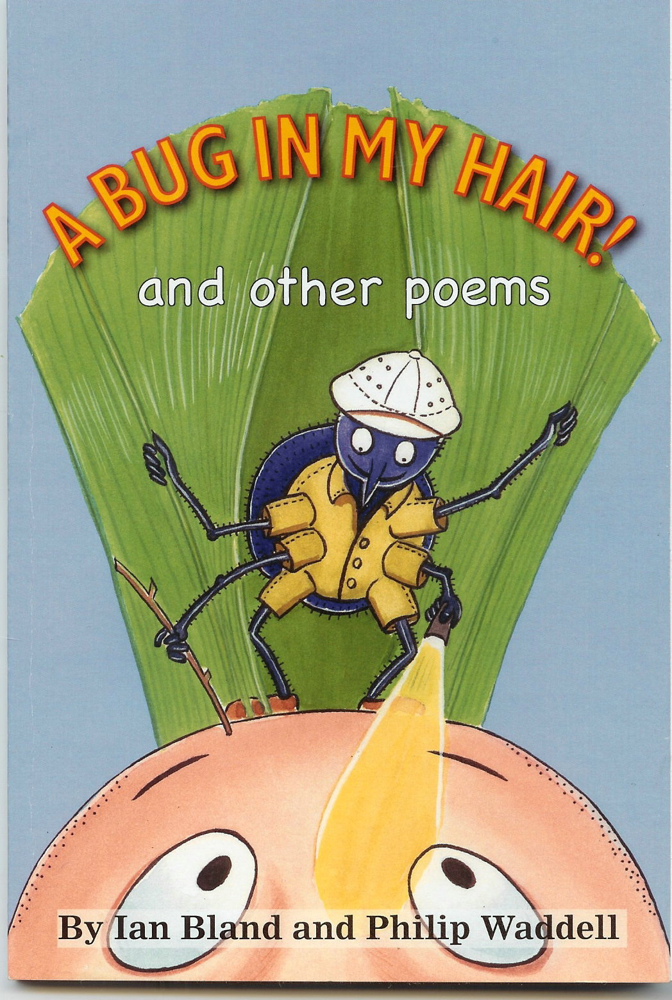 A BUG IN MY HAIR!
and other poems
By Ian Bland and Philip Waddell